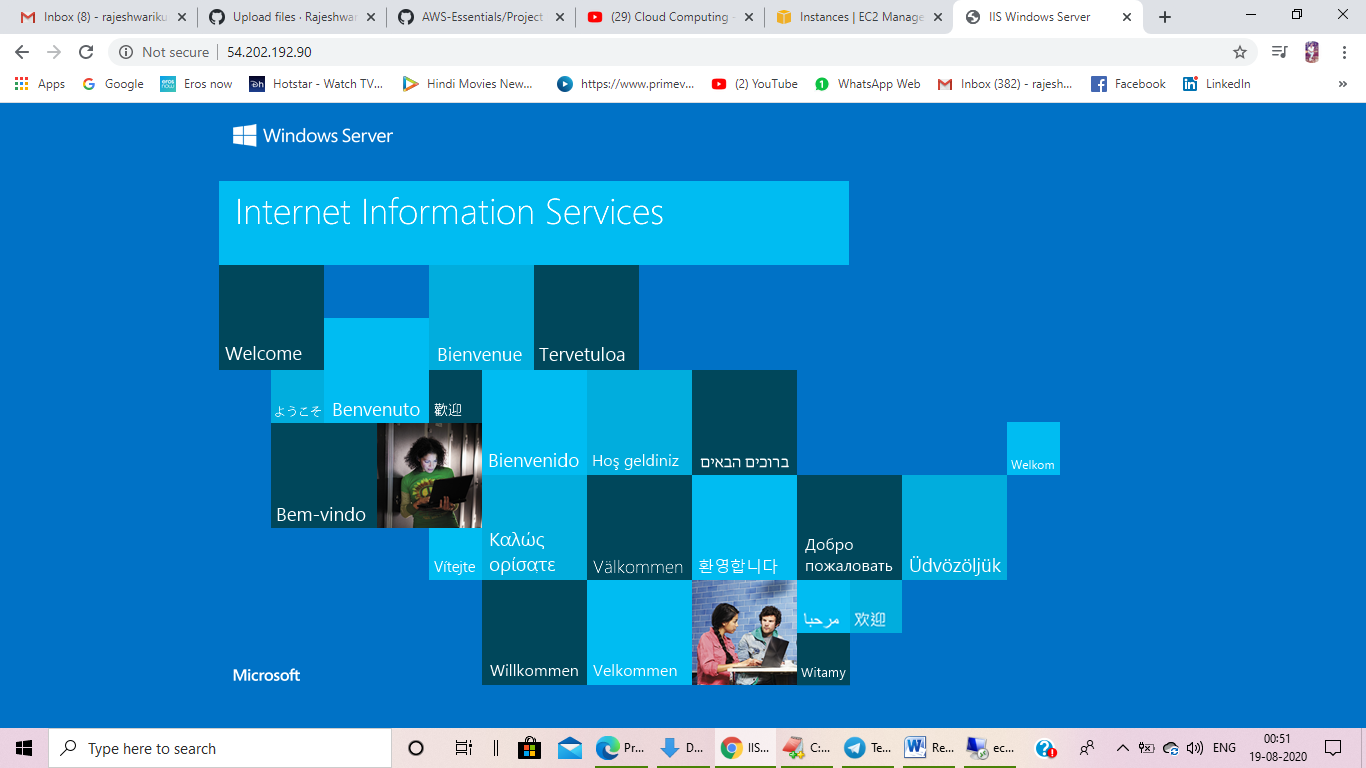 Inbox (8) - rajeshwariku
Upload files · Rajeshwar
AWS-Essentials/Project
(29) Cloud Computing -
Instances | EC2 Manage
IIS Windows Server
Not secure
54.202.192.90
Apps
Google
Eros now
Hotstar - Watch TV...
Hindi Movies New...
https://www.primev...
(2) YouTube
WhatsApp Web
Inbox (382) - rajesh...
Facebook
LinkedIn
»
Windows Server
Internet Information Services
Welcome
Bienvenue
Tervetuloa
ようこそ
Benvenuto
歡迎
Bienvenido
Hoş geldiniz
ברוכים הבאים
Welkom
Bem-vindo
Vítejte
Καλώς
ορίσατε
Välkommen
환영합니다
Добро
пожаловать
Üdvözöljük
مرحبا
欢迎
Willkommen
Velkommen
Witamy
Microsoft
Type here to search
Pr...
D...
IIS...
C:...
Te...
Re...
ec...
ENG
00:51
19-08-2020